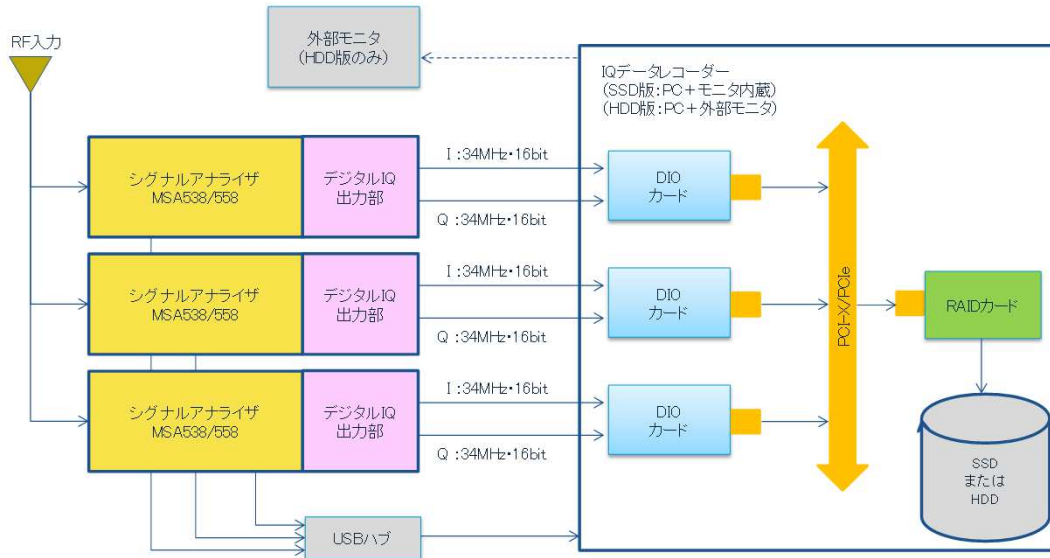 RF入力
外部モニタ
(HDD版のみ)
IQデータレコーダー
(SSD版:PC+モニタ内蔵)
(HDD版:PC+外部モニタ)
シグナルアナライザ
MSA538/558
デジタルIQ
出力部
I :34MHz・16bit
Q :34MHz・16bit
DIO
カード
シグナルアナライザ
MSA538/558
デジタルIQ
出力部
I :34MHz・16bit
Q :34MHz・16bit
DIO
カード
シグナルアナライザ
MSA538/558
デジタルIQ
出力部
I :34MHz・16bit
Q :34MHz・16bit
DIO
カード
PCI-X/PCIe
RAIDカード
SSD
または
HDD
USBハブ